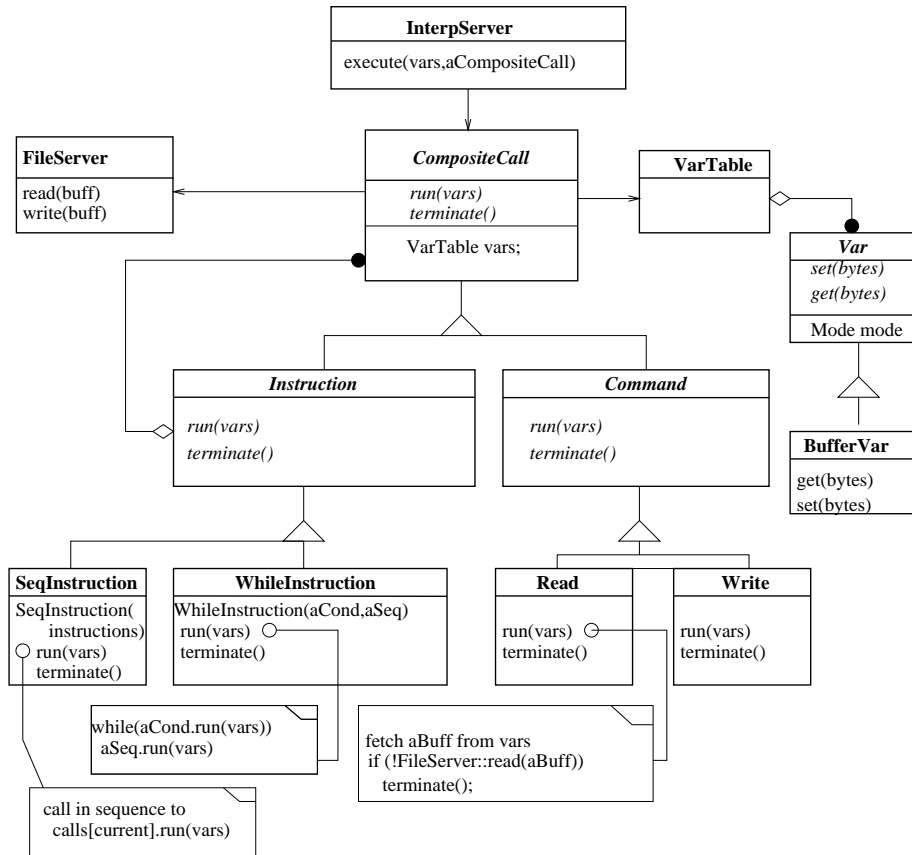 InterpServer
execute(vars,aCompositeCall)
FileServer
read(buff)
write(buff)
CompositeCall
run(vars)
terminate()
VarTable vars;
VarTable
Var
set(bytes)
get(bytes)
Mode mode
BufferVar
get(bytes)
set(bytes)
Instruction
run(vars)
terminate()
Command
run(vars)
terminate()
SeqInstruction
SeqInstruction(
instructions)
run(vars)
terminate()
WhileInstruction
WhileInstruction(aCond,aSeq)
run(vars)
terminate()
Read
run(vars)
terminate()
Write
run(vars)
terminate()
while(aCond.run(vars))
aSeq.run(vars)
fetch aBuff from vars
if (!FileServer::read(aBuff))
terminate();
call in sequence to
calls[current].run(vars)